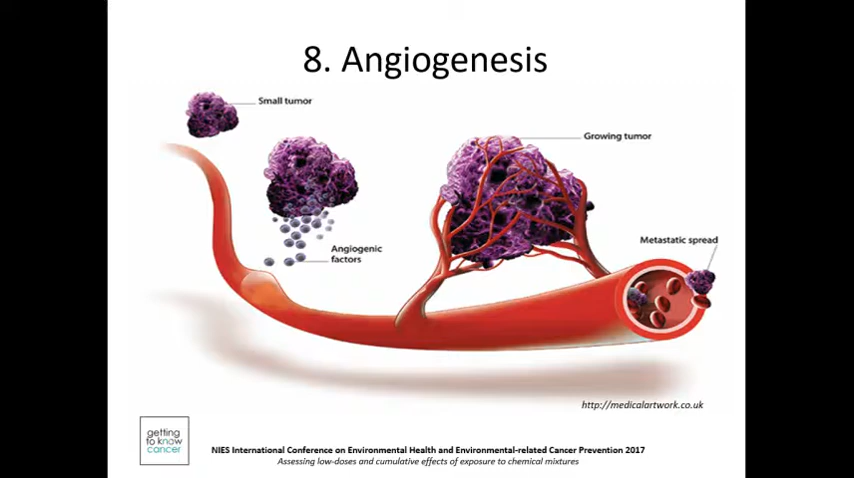 8. Angiogenesis
Small tumor
Growing tumor
Metastatic spread
Angiogenic
factors
http://medicalartwork.co.uk
getting
to know
cancer
NIES International Conference on Environmental Health and Environmental-related Cancer Prevention 2017
Assessing low-doses and cumulative effects of exposure to chemical mixtures